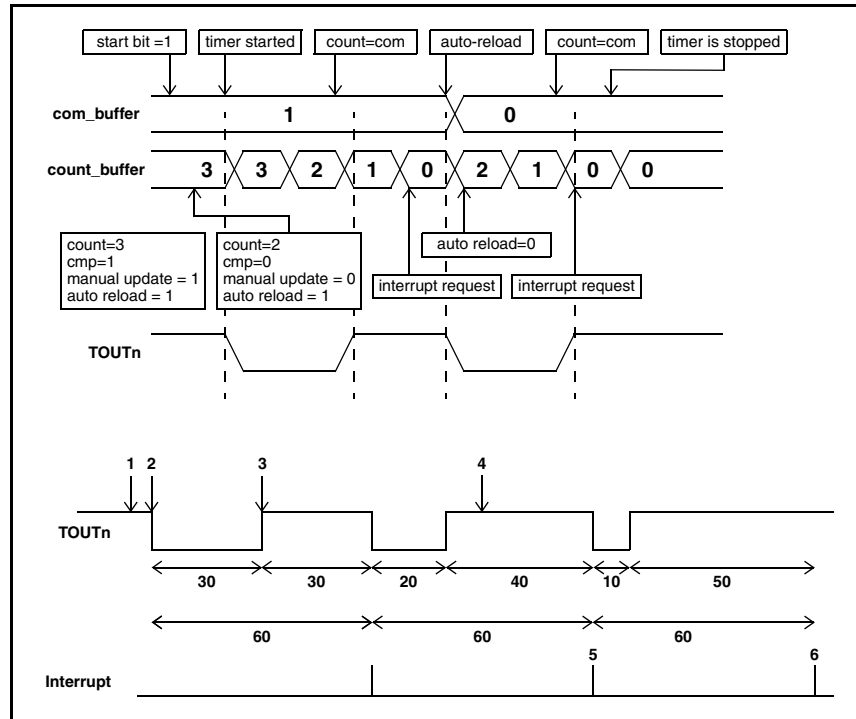 start bit =1 timer started count=com auto-reload count=com timer is stopped
com_buffer 1 0
count_buffer 3 3 2 1 0 2 1 0 0
count=3
cmp=1
manual update = 1
auto reload = 1
count=2
cmp=0
manual update = 0
auto reload = 1
auto reload=0
interrupt request interrupt request
TOUTn
1 2 3 4
TOUTn
30 30 20 40 10 50
60 60 60
5 6
Interrupt